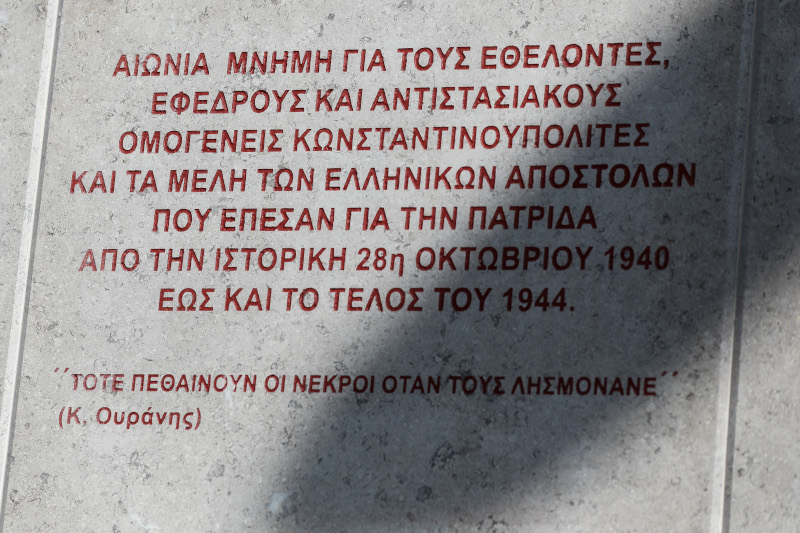 ΑΙΩΝΙΑ ΜΝΗΜΗ ΓΙΑ ΤΟΥΣ ΕΘΕΛΟΝΤΕΣ,
ΕΦΕΔΡΟΥΣ ΚΑΙ ΑΝΤΙΣΤΑΣΙΑΚΟΥΣ
ΟΜΟΓΕΝΕΙΣ ΚΩΝΣΤΑΝΤΙΝΟΥΠΟΛΙΤΕΣ
ΚΑΙ ΤΑ ΜΕΛΗ ΤΩΝ ΕΛΛΗΝΙΚΩΝ ΑΠΟΣΤΟΛΩΝ
ΠΟΥ ΕΠΕΣΑΝ ΓΙΑ ΤΗΝ ΠΑΤΡΙΔΑ
ΑΠΟ ΤΗΝ ΙΣΤΟΡΙΚΗ 28η ΟΚΤΩΒΡΙΟΥ 1940
ΕΩΣ ΚΑΙ ΤΟ ΤΕΛΟΣ ΤΟΥ 1944.
´´ΤΟΤΕ ΠΕΘΑΙΝΟΥΝ ΟΙ ΝΕΚΡΟΙ ΟΤΑΝ ΤΟΥΣ ΛΗΣΜΟΝΑΝΕ´´
(Κ, Ουράνης)